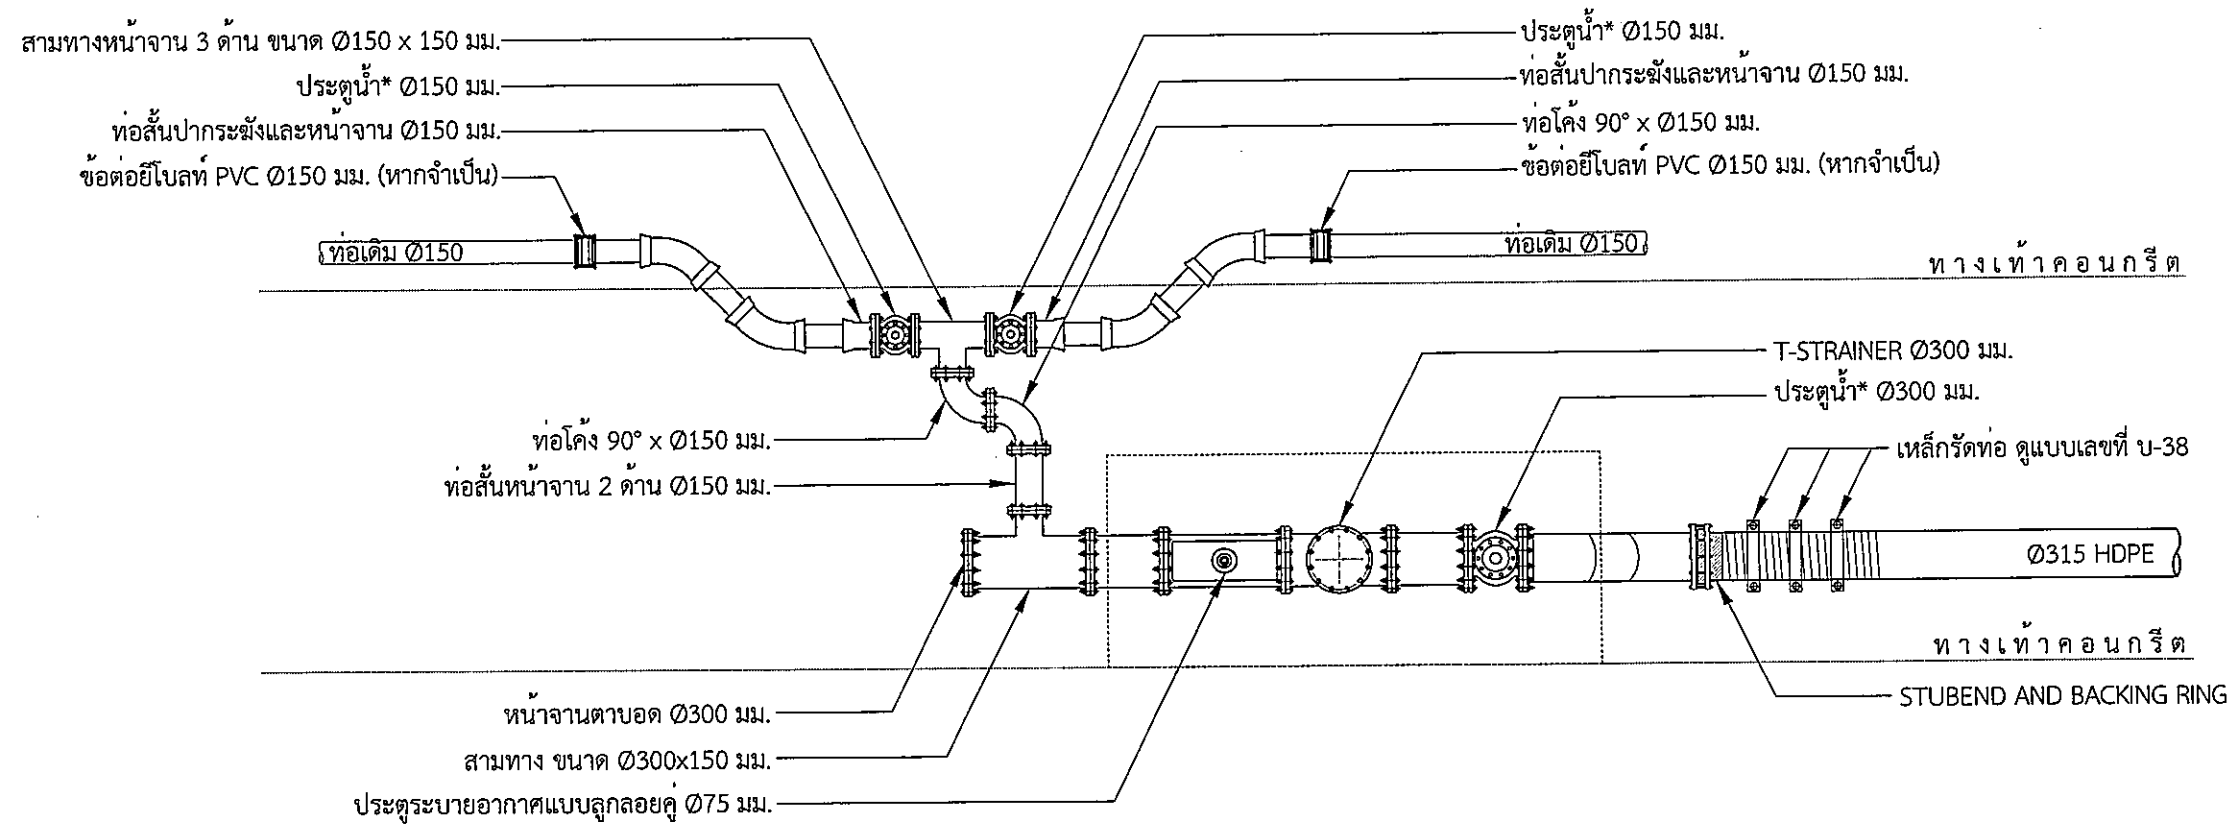 สามทางหน้าจาน 3 ด้าน ขนาด Ø150 x 150 มม.
ประตูน้ำ* Ø150 มม.
ท่อสั้นปากระฆังและหน้าจาน Ø150 มม.
ข้อต่อยีโบลท์ PVC Ø150 มม. (หากจำเป็น)
ประตูน้ำ* Ø150 มม.
ท่อสั้นปากระฆังและหน้าจาน Ø150 มม.
ท่อโค้ง 90° x Ø150 มม.
ข้อต่อยีโบลท์ PVC Ø150 มม. (หากจำเป็น)
ท่อเดิม Ø150
ท่อเดิม Ø150
ทางเท้าคอนกรีต
T-STRAINER Ø300 มม.
ประตูน้ำ* Ø300 มม.
เหล็กรัดท่อ ดูแบบเลขที่ บ-38
ท่อโค้ง 90° x Ø150 มม.
ท่อสั้นหน้าจาน 2 ด้าน Ø150 มม.
Ø315 HDPE
ทางเท้าคอนกรีต
STUBEND AND BACKING RING
หน้าจานตาบอด Ø300 มม.
สามทาง ขนาด Ø300x150 มม.
ประตูระบายอากาศแบบลูกลอยคู่ Ø75 มม.